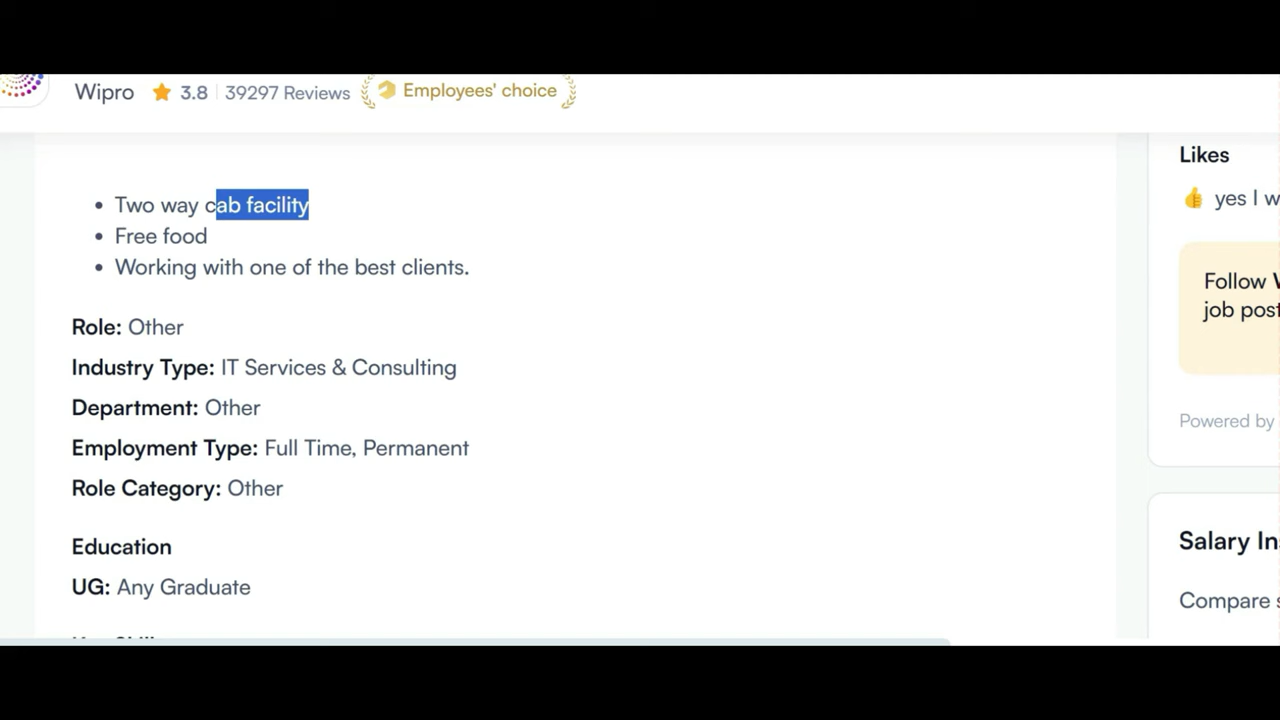 Wipro 3.8 39297 Reviews Employees' choice
Two way cab facility
Free food
Working with one of the best clients.
Role: Other
Industry Type: IT Services & Consulting
Department: Other
Employment Type: Full Time, Permanent
Role Category: Other
Education
UG: Any Graduate
Likes
yes I w
Follow W
job post
Powered by
Salary In
Compare s